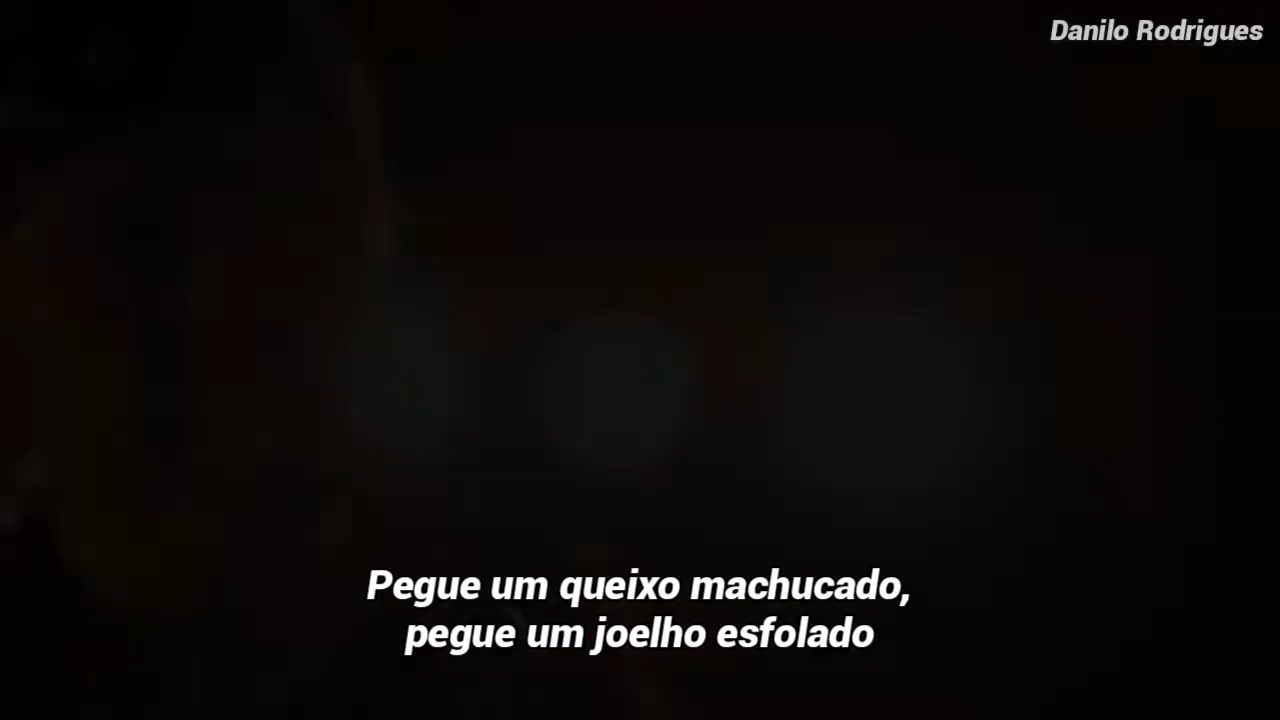 Danilo Rodrigues
Pegue um queixo machucado,
pegue um joelho esfolado